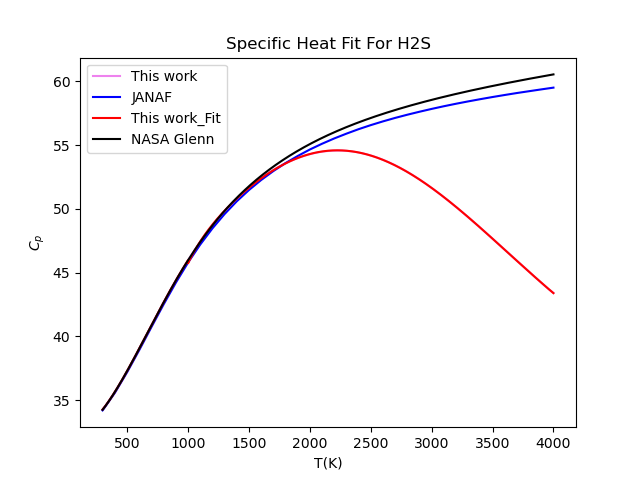 Specific Heat Fit For H2S
This work
JANAF
This work_Fit
NASA Glenn
60
55
50
45
40
35
C_p
500 1000 1500 2000 2500 3000 3500 4000
T(K)